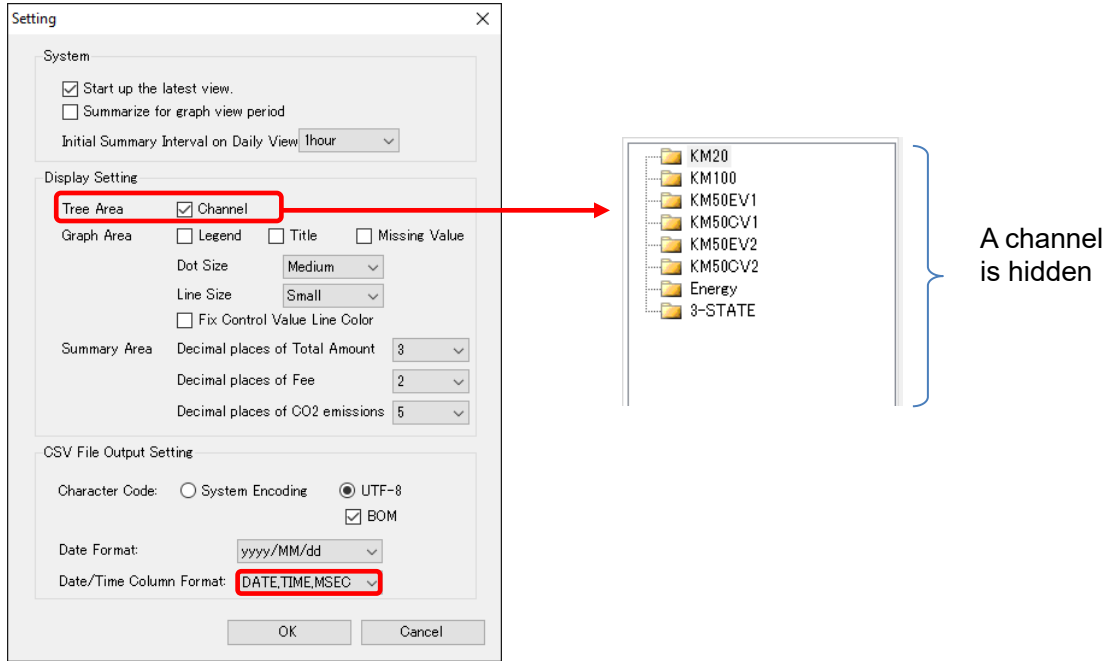 Setting
System
Start up the latest view.
Summarize for graph view period
Initial Summary Interval on Daily View 1hour
Display Setting
Tree Area Channel
Graph Area Legend Title Missing Value
Dot Size Medium
Line Size Small
Fix Control Value Line Color
Summary Area Decimal places of Total Amount 3
Decimal places of Fee 2
Decimal places of CO2 emissions 5
CSV File Output Setting
Character Code: System Encoding UTF-8
BOM
Date Format: yyyy/MM/dd
Date/Time Column Format: DATE,TIME,MSEC
OK Cancel
KM20
KM100
KM50EV1
KM50CV1
KM50EV2
KM50CV2
Energy
3-STATE
A channel
is hidden